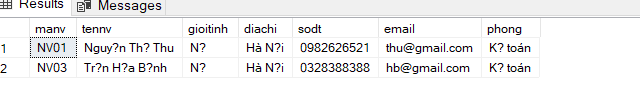 Results Messages
manv tennv gioitinh diachi sodt email phong
1 NV01 Nguy?n Th? Thu N? Hà N?i 0982626521 thu@gmail.com K? toán
2 NV03 Tr?n H?a B?nh N? Hà N?i 0328388388 hb@gmail.com K? toán